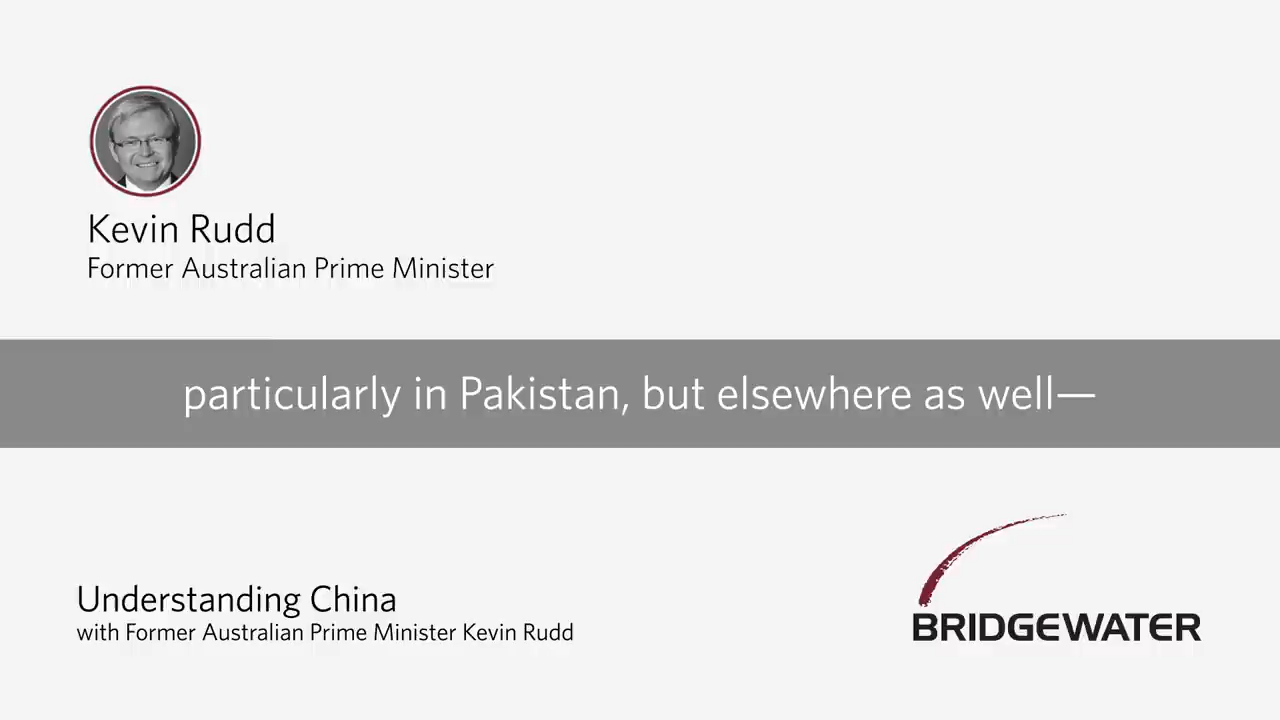 Kevin Rudd
Former Australian Prime Minister
particularly in Pakistan, but elsewhere as well—
Understanding China
with Former Australian Prime Minister Kevin Rudd
BRIDGEWATER